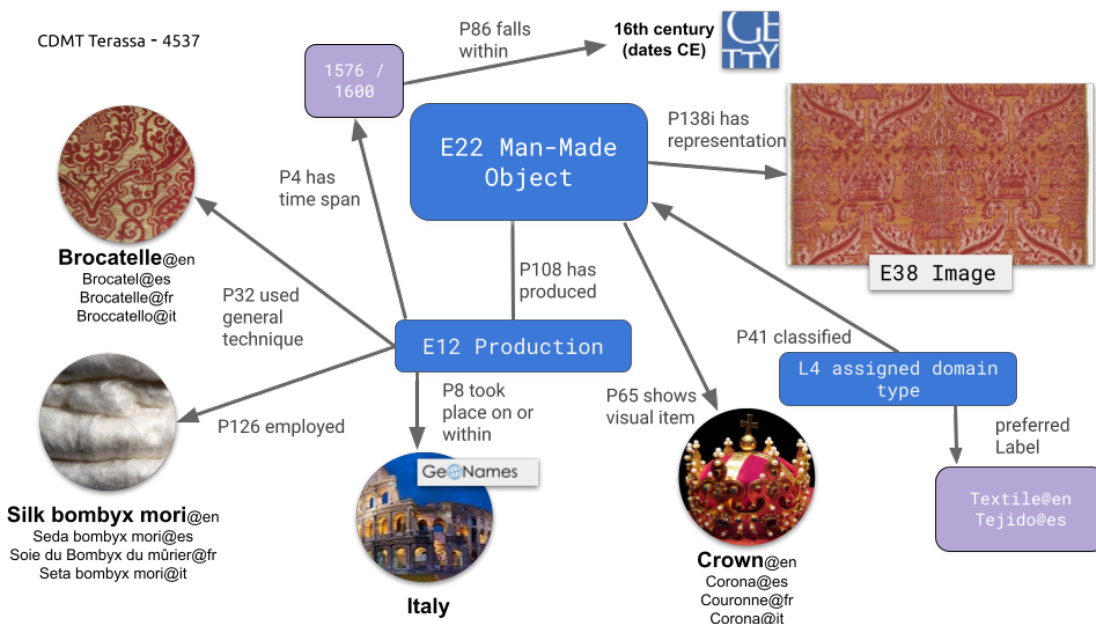 CDMT Terassa - 4537
P86 falls
within
16th century
(dates CE)
GE
TTY
1576 /
1600
E22 Man-Made
Object
P138i has
representation
E38 Image
P4 has
time span
Brocatelle@en
Brocatel@es
Brocatelle@fr
Broccatello@it
P32 used
general
technique
P108 has
produced
E12 Production
P41 classified
L4 assigned domain
type
P126 employed
P8 took
place on or
within
P65 shows
visual item
preferred
Label
GeoNames
Silk bombyx mori@en
Seda bombyx mori@es
Soie du Bombyx du mûrier@fr
Seta bombyx mori@it
Italy
Crown@en
Corona@es
Couronne@fr
Corona@it
Textile@en
Tejido@es